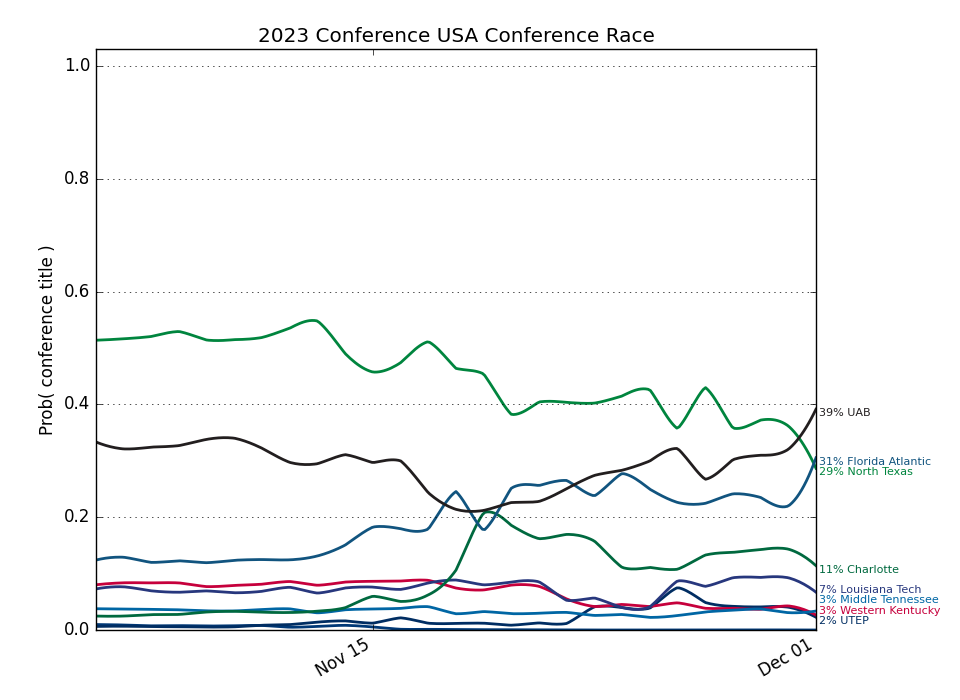 2023 Conference USA Conference Race
Prob( conference title )
1.0
0.8
0.6
0.4
0.2
0.0
Nov 15
Dec 01
39% UAB
31% Florida Atlantic
29% North Texas
11% Charlotte
7% Louisiana Tech
3% Middle Tennessee
3% Western Kentucky
2% UTEP